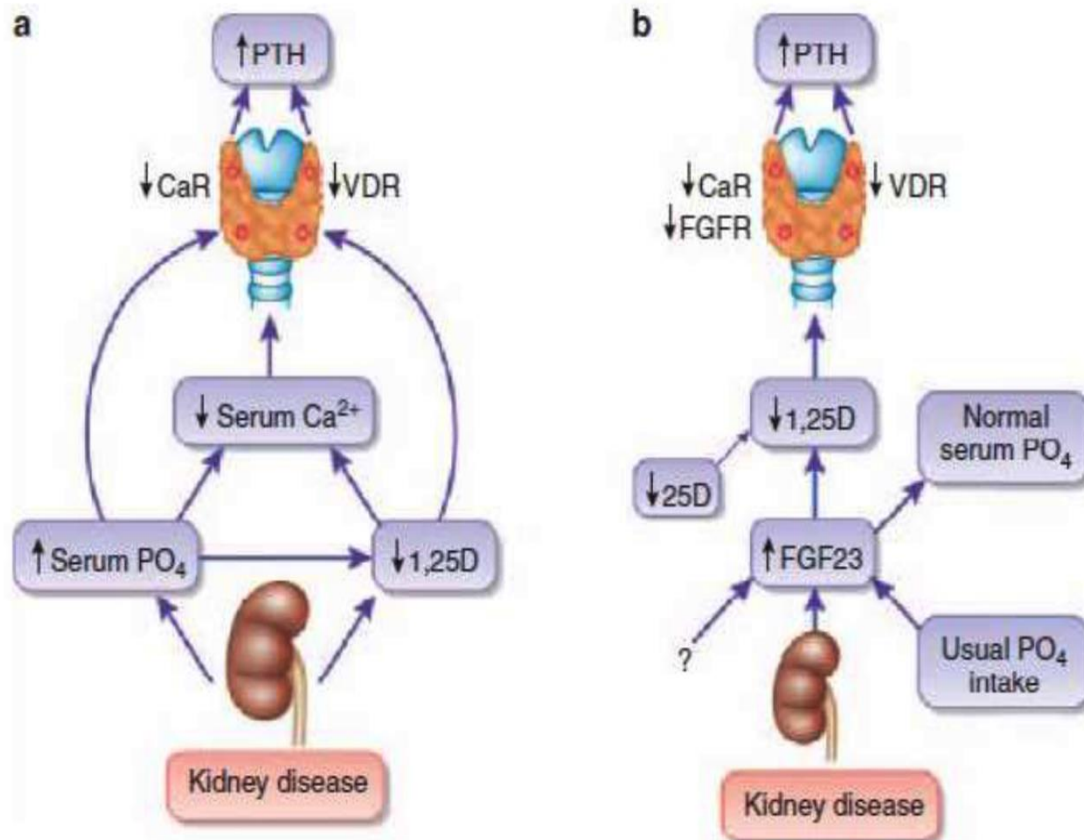 a
↑PTH
↓CaR
↓VDR
↓ Serum Ca²⁺
↑Serum PO₄
↓1,25D
Kidney disease
b
↑PTH
↓CaR
↓FGFR
↓ VDR
↓1,25D
Normal
serum PO₄
↓25D
↑FGF23
?
Usual PO₄
intake
Kidney disease